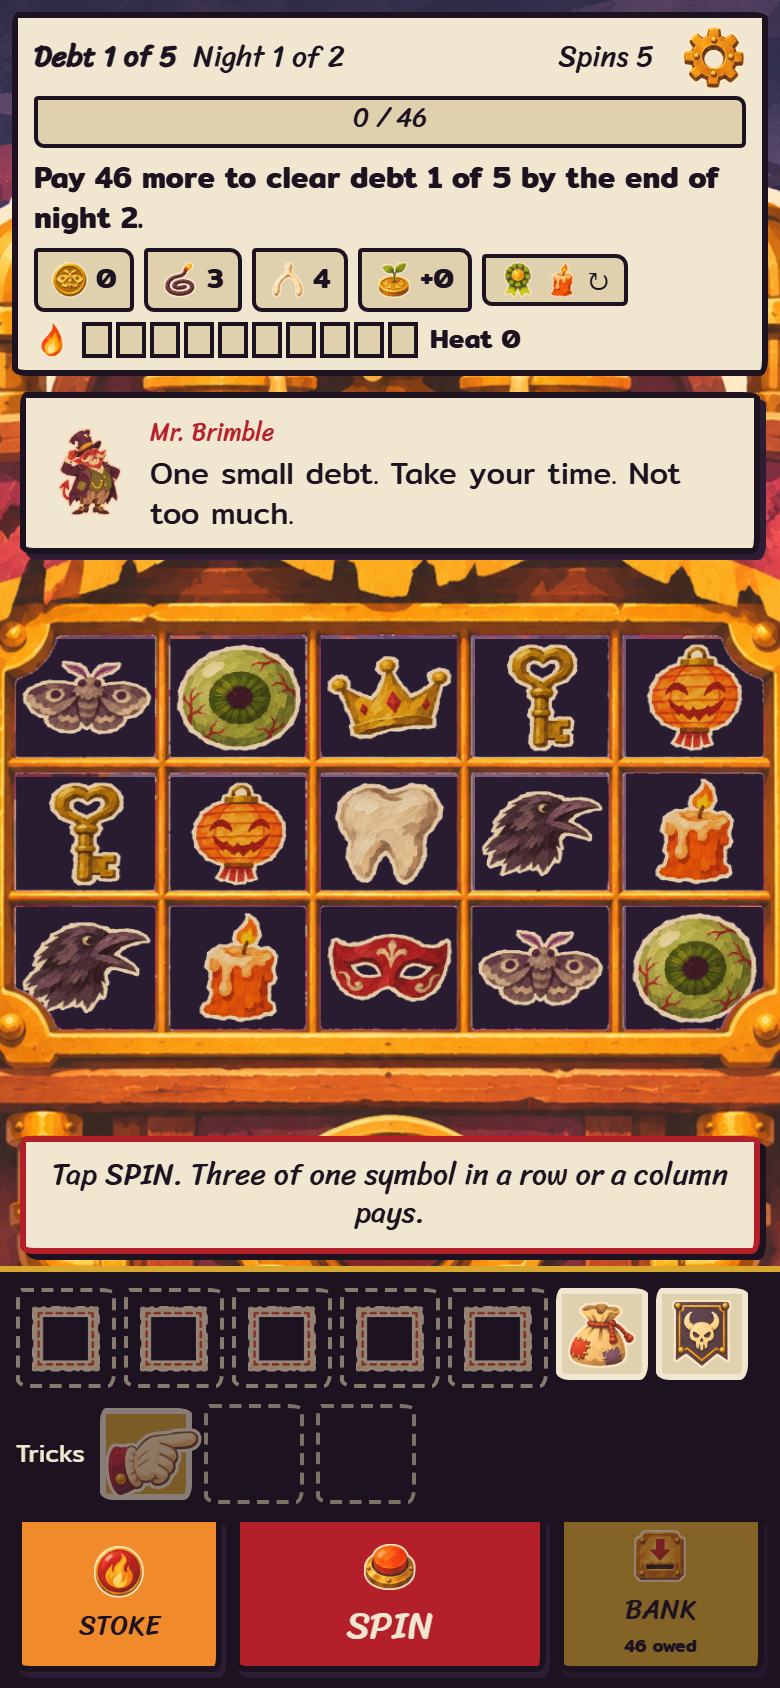 Debt 1 of 5 Night 1 of 2 Spins 5
0 / 46
Pay 46 more to clear debt 1 of 5 by the end of
night 2.
0 3 4 +0 ↻
Heat 0
Mr. Brimble
One small debt. Take your time. Not
too much.
Tap SPIN. Three of one symbol in a row or a column
pays.
Tricks
STOKE
SPIN
BANK
46 owed